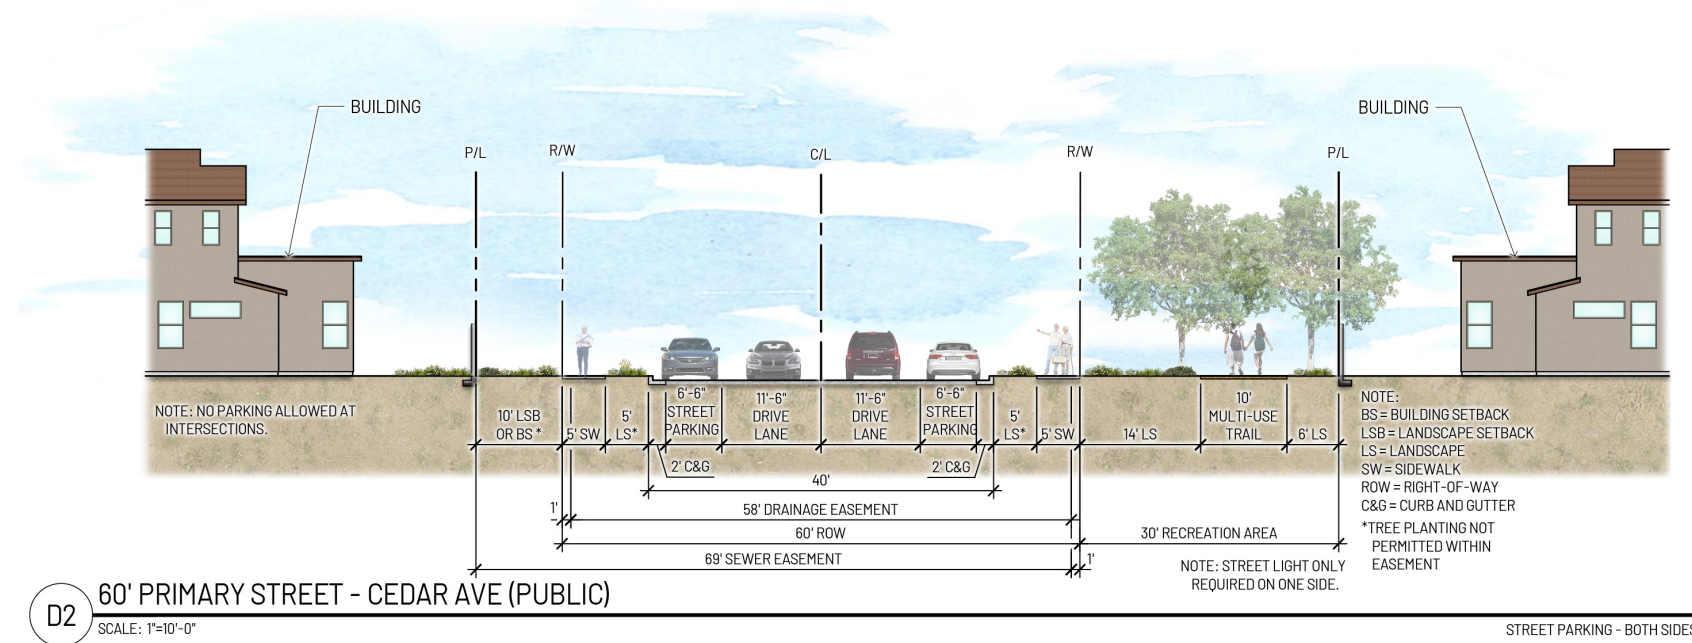 BUILDING
BUILDING
P/L
R/W
C/L
R/W
P/L
NOTE: NO PARKING ALLOWED AT
INTERSECTIONS.
10' LSB
OR BS *
5' SW
5'
LS*
6'-6"
STREET
PARKING
11'-6"
DRIVE
LANE
11'-6"
DRIVE
LANE
6'-6"
STREET
PARKING
5'
LS*
5' SW
14' LS
10'
MULTI-USE
TRAIL
6' LS
2' C&G
2' C&G
40'
1'
58' DRAINAGE EASEMENT
60' ROW
30' RECREATION AREA
69' SEWER EASEMENT
1'
NOTE:
BS = BUILDING SETBACK
LSB = LANDSCAPE SETBACK
LS = LANDSCAPE
SW = SIDEWALK
ROW = RIGHT-OF-WAY
C&G = CURB AND GUTTER
*TREE PLANTING NOT
PERMITTED WITHIN
EASEMENT
NOTE: STREET LIGHT ONLY
REQUIRED ON ONE SIDE.
D2
60' PRIMARY STREET - CEDAR AVE (PUBLIC)
SCALE: 1"=10'-0"
STREET PARKING - BOTH SIDES